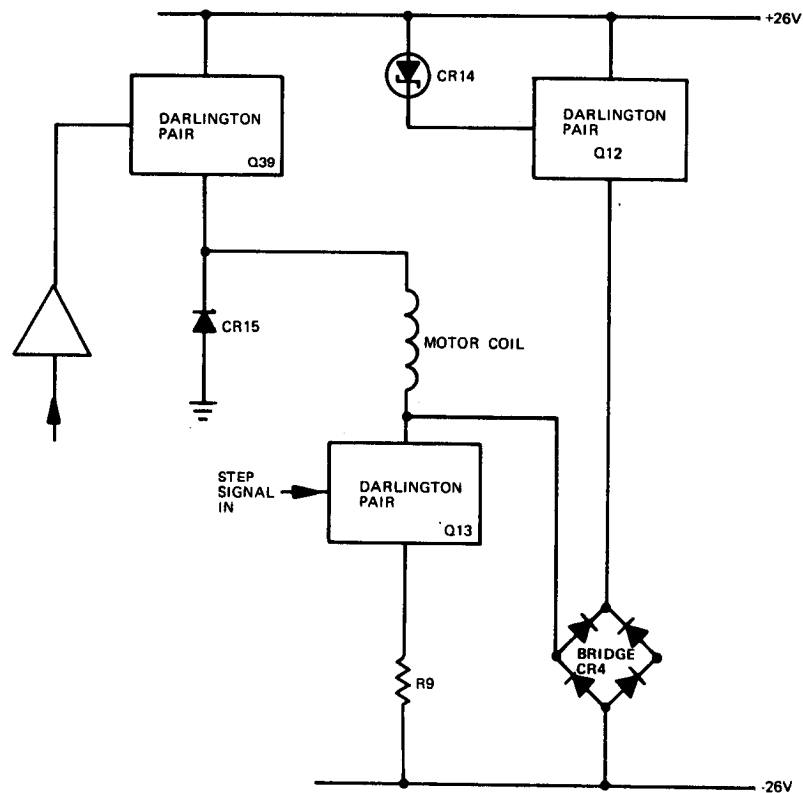 +26V
CR14
DARLINGTON
PAIR
Q39
DARLINGTON
PAIR
Q12
CR15
MOTOR COIL
STEP
SIGNAL
IN
DARLINGTON
PAIR
Q13
BRIDGE
CR4
R9
-26V